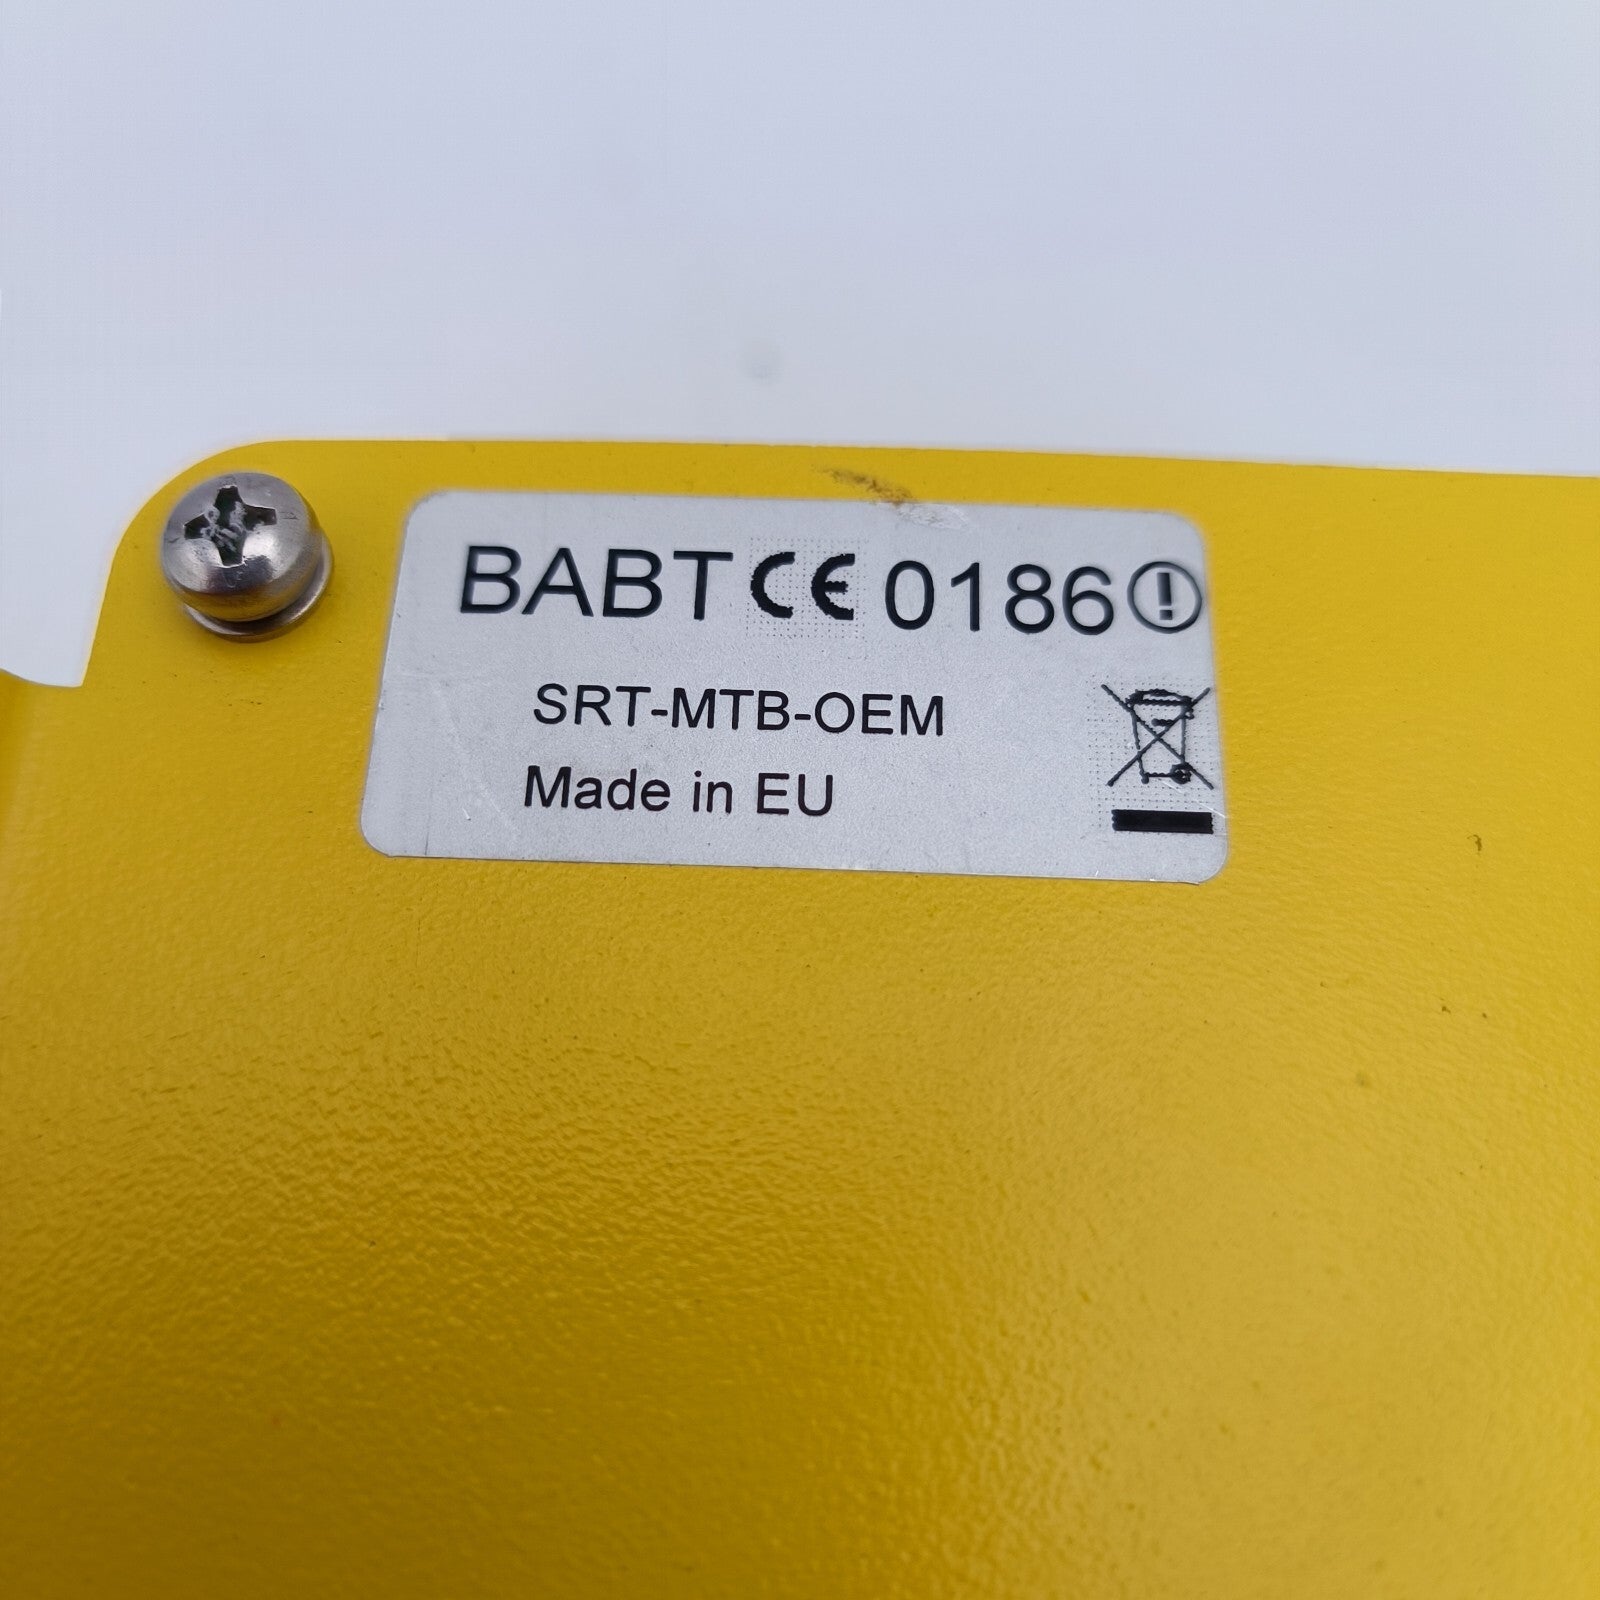 BABT CE 0186
SRT-MTB-OEM
Made in EU